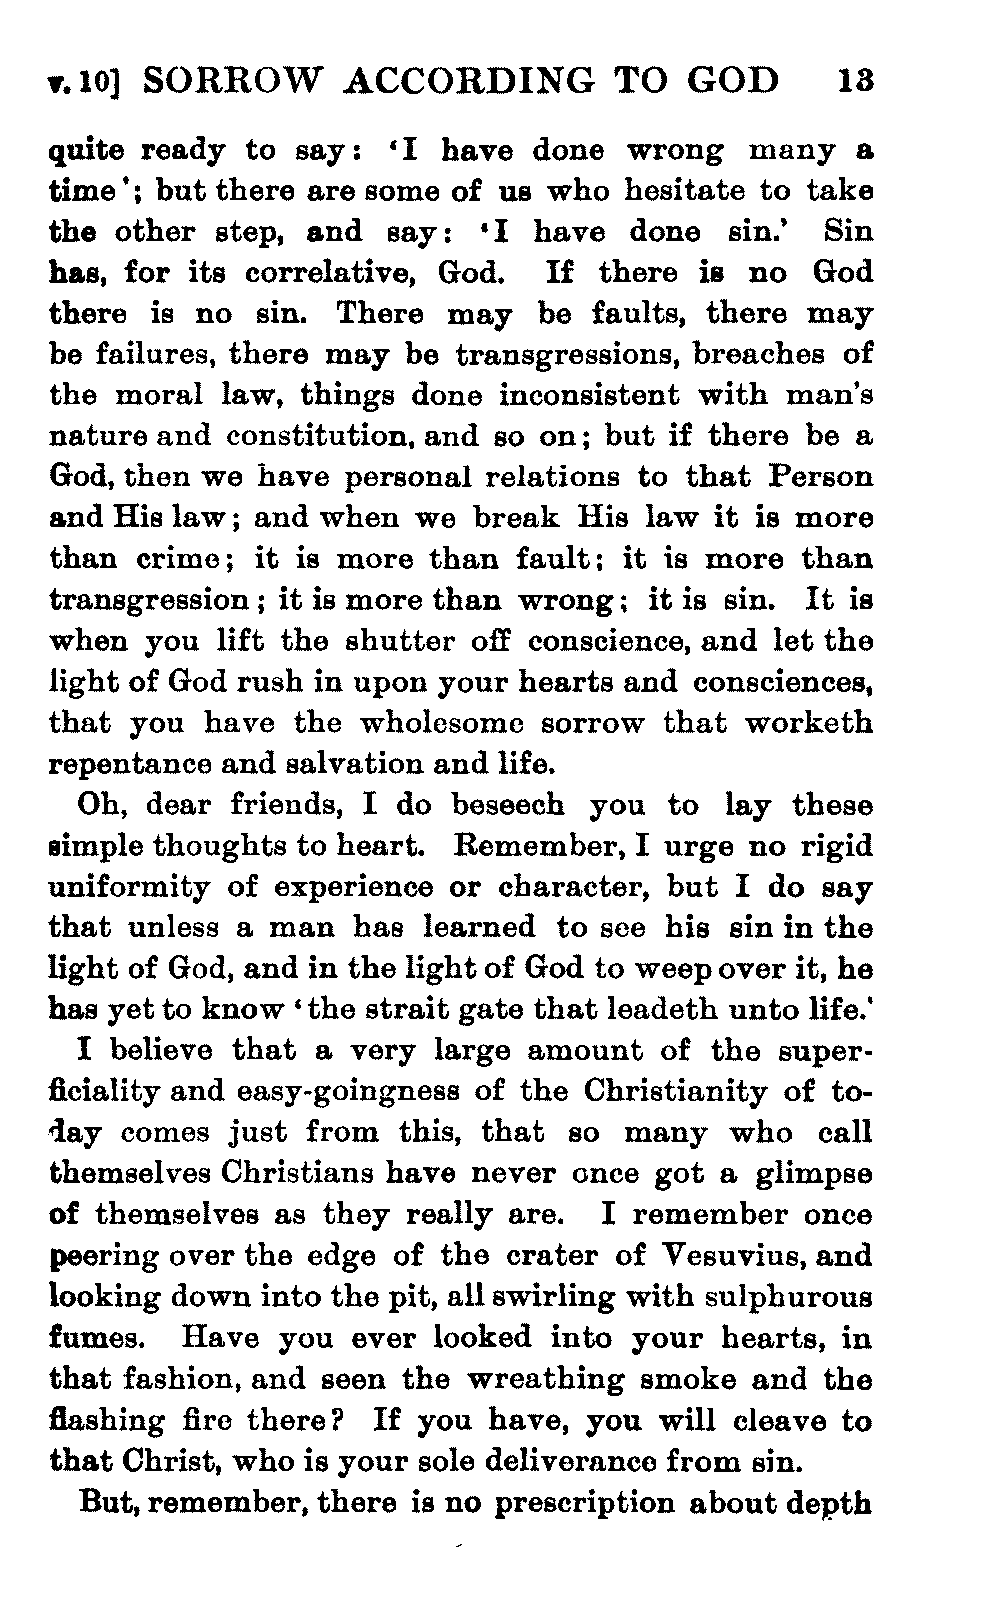 v. 10] SORROW ACCORDING TO GOD 13
quite ready to say: ‘I have done wrong many a
time’; but there are some of us who hesitate to take
the other step, and say: ‘I have done sin.’ Sin
has, for its correlative, God. If there is no God
there is no sin. There may be faults, there may
be failures, there may be transgressions, breaches of
the moral law, things done inconsistent with man’s
nature and constitution, and so on; but if there be a
God, then we have personal relations to that Person
and His law; and when we break His law it is more
than crime; it is more than fault; it is more than
transgression; it is more than wrong; it is sin. It is
when you lift the shutter off conscience, and let the
light of God rush in upon your hearts and consciences,
that you have the wholesome sorrow that worketh
repentance and salvation and life.
Oh, dear friends, I do beseech you to lay these
simple thoughts to heart. Remember, I urge no rigid
uniformity of experience or character, but I do say
that unless a man has learned to see his sin in the
light of God, and in the light of God to weep over it, he
has yet to know ‘the strait gate that leadeth unto life.’
I believe that a very large amount of the super-
ficiality and easy-goingness of the Christianity of to-
day comes just from this, that so many who call
themselves Christians have never once got a glimpse
of themselves as they really are. I remember once
peering over the edge of the crater of Vesuvius, and
looking down into the pit, all swirling with sulphurous
fumes. Have you ever looked into your hearts, in
that fashion, and seen the wreathing smoke and the
flashing fire there? If you have, you will cleave to
that Christ, who is your sole deliverance from sin.
But, remember, there is no prescription about depth